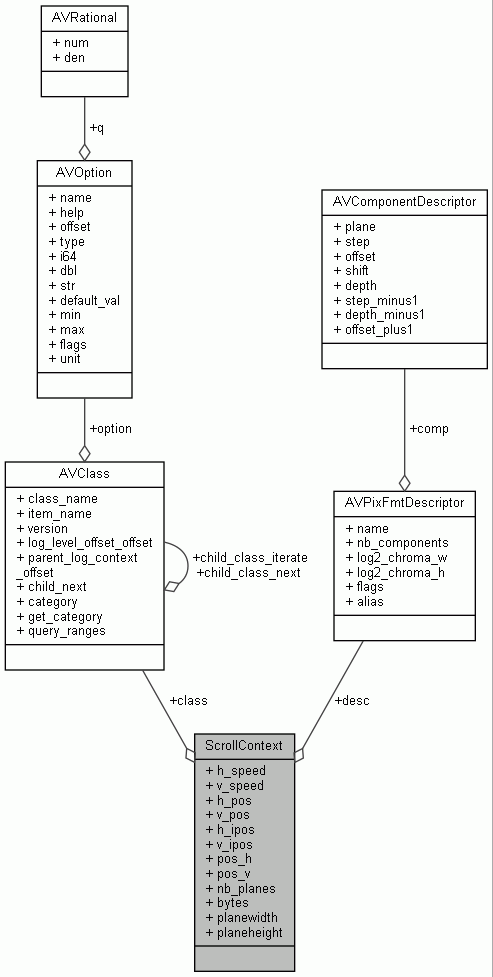 AVRational
+ num
+ den
+q
AVOption
+ name
+ help
+ offset
+ type
+ i64
+ dbl
+ str
+ default_val
+ min
+ max
+ flags
+ unit
AVComponentDescriptor
+ plane
+ step
+ offset
+ shift
+ depth
+ step_minus1
+ depth_minus1
+ offset_plus1
+option
+comp
AVClass
+ class_name
+ item_name
+ version
+ log_level_offset_offset
+ parent_log_context
_offset
+ child_next
+ category
+ get_category
+ query_ranges
+child_class_iterate
+child_class_next
AVPixFmtDescriptor
+ name
+ nb_components
+ log2_chroma_w
+ log2_chroma_h
+ flags
+ alias
+class
+desc
ScrollContext
+ h_speed
+ v_speed
+ h_pos
+ v_pos
+ h_ipos
+ v_ipos
+ pos_h
+ pos_v
+ nb_planes
+ bytes
+ planewidth
+ planeheight